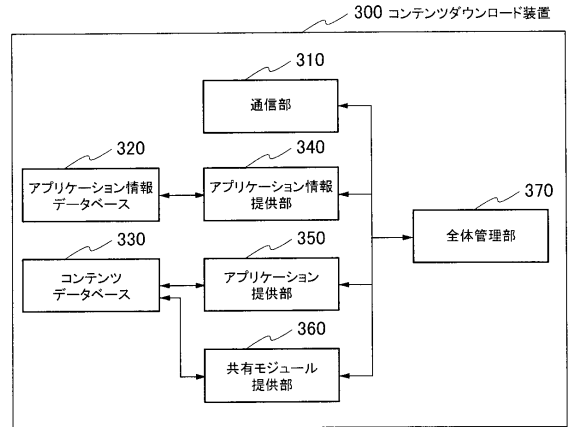 300 コンテンツダウンロード装置
310
通信部
320
340
アプリケーション情報
データベース
アプリケーション情報
提供部
370
全体管理部
330
350
コンテンツ
データベース
アプリケーション
提供部
360
共有モジュール
提供部